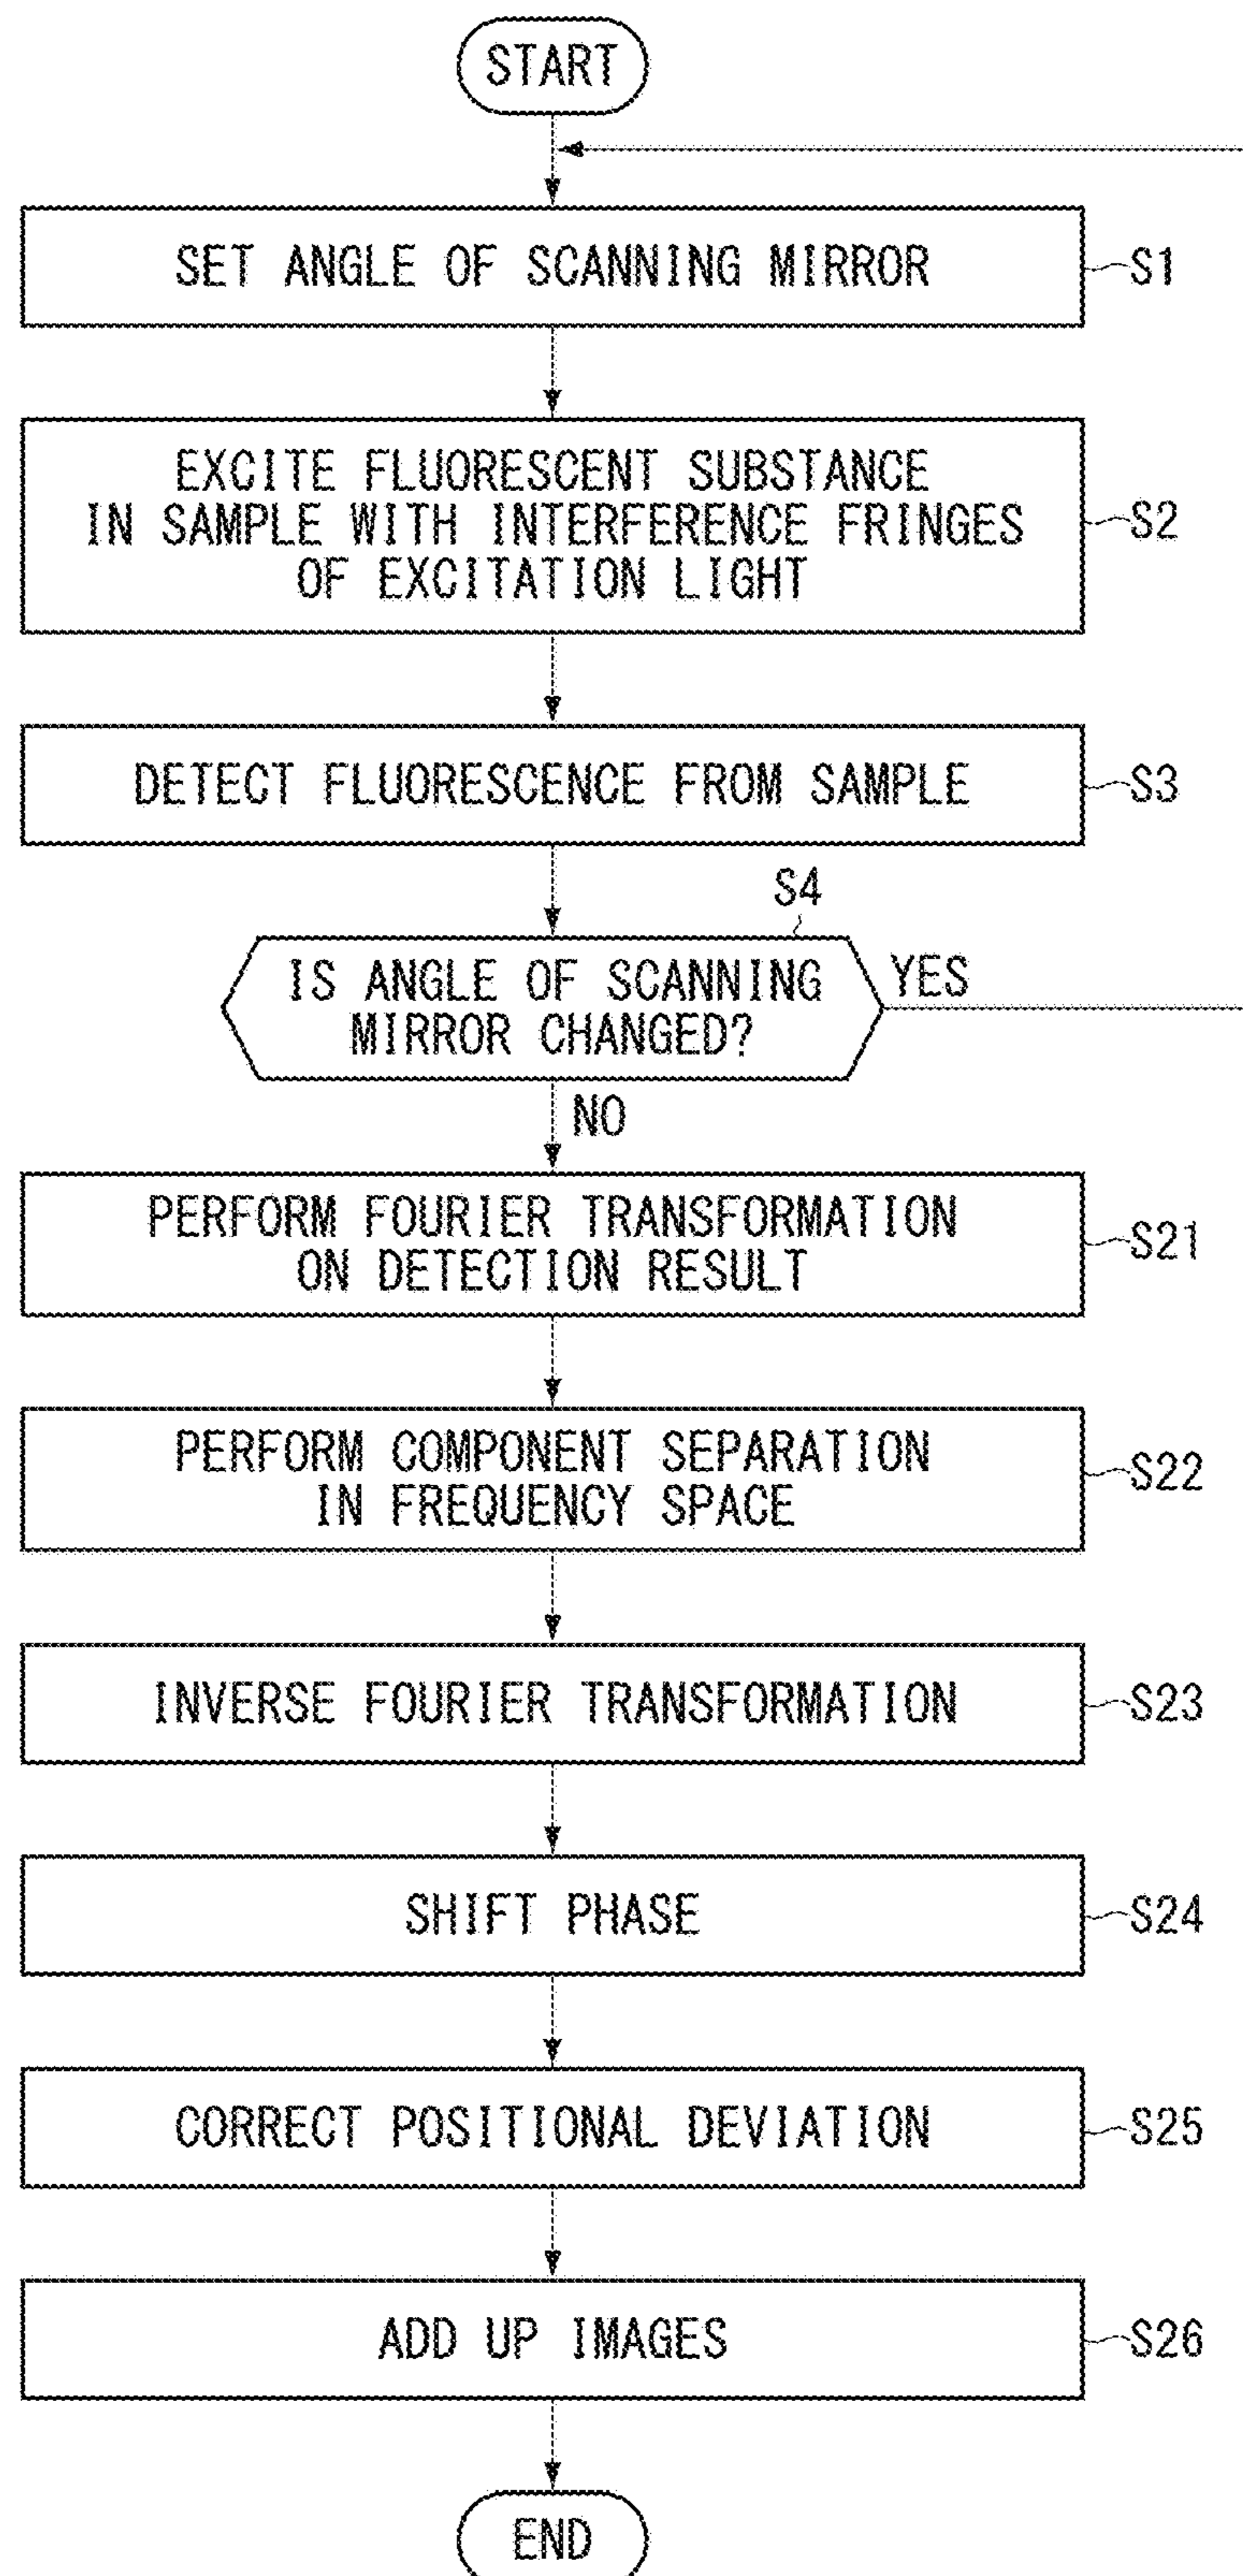 START
SET ANGLE OF SCANNING MIRROR
S1
EXCITE FLUORESCENT SUBSTANCE
IN SAMPLE WITH INTERFERENCE FRINGES
OF EXCITATION LIGHT
S2
DETECT FLUORESCENCE FROM SAMPLE
S3
S4
IS ANGLE OF SCANNING
MIRROR CHANGED?
YES
NO
PERFORM FOURIER TRANSFORMATION
ON DETECTION RESULT
S21
PERFORM COMPONENT SEPARATION
IN FREQUENCY SPACE
S22
INVERSE FOURIER TRANSFORMATION
S23
SHIFT PHASE
S24
CORRECT POSITIONAL DEVIATION
S25
ADD UP IMAGES
S26
END